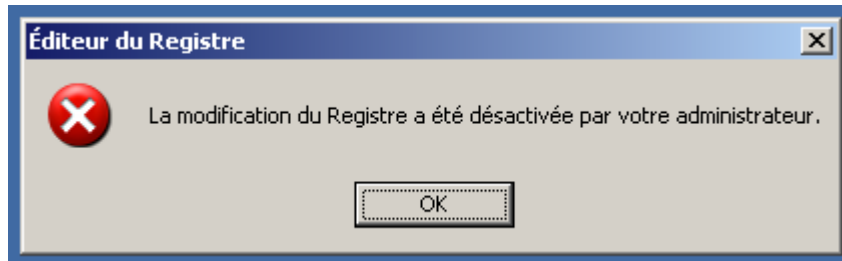 Éditeur du Registre
La modification du Registre a été désactivée par votre administrateur.
OK